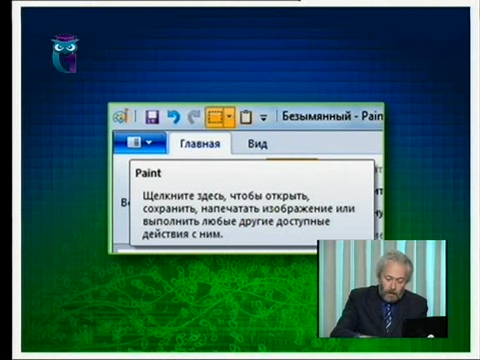 Безымянный - Pain
Главная Вид
Paint
Щелкните здесь, чтобы открыть,
сохранить, напечатать изображение или
выполнить любые другие доступные
действия с ним.